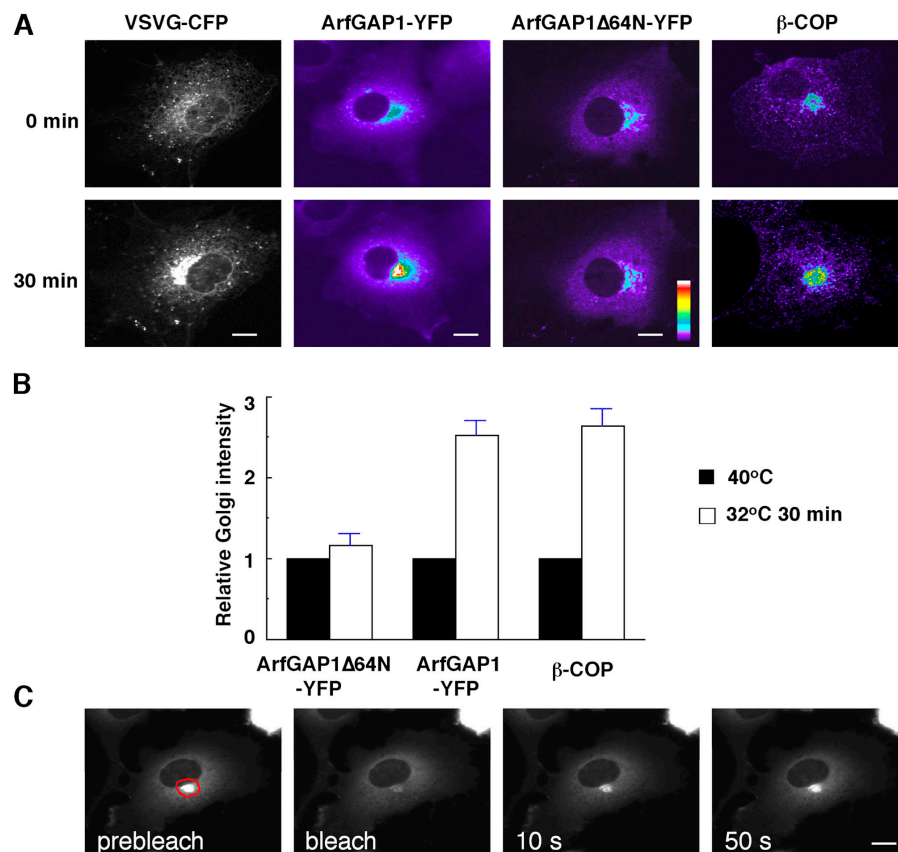 A
VSVG-CFP
ArfGAP1-YFP
ArfGAP1Δ64N-YFP
β-COP
0 min
30 min
B
Relative Golgi intensity
3
2
1
0
ArfGAP1Δ64N
-YFP
ArfGAP1
-YFP
β-COP
40°C
32°C 30 min
C
prebleach
bleach
10 s
50 s